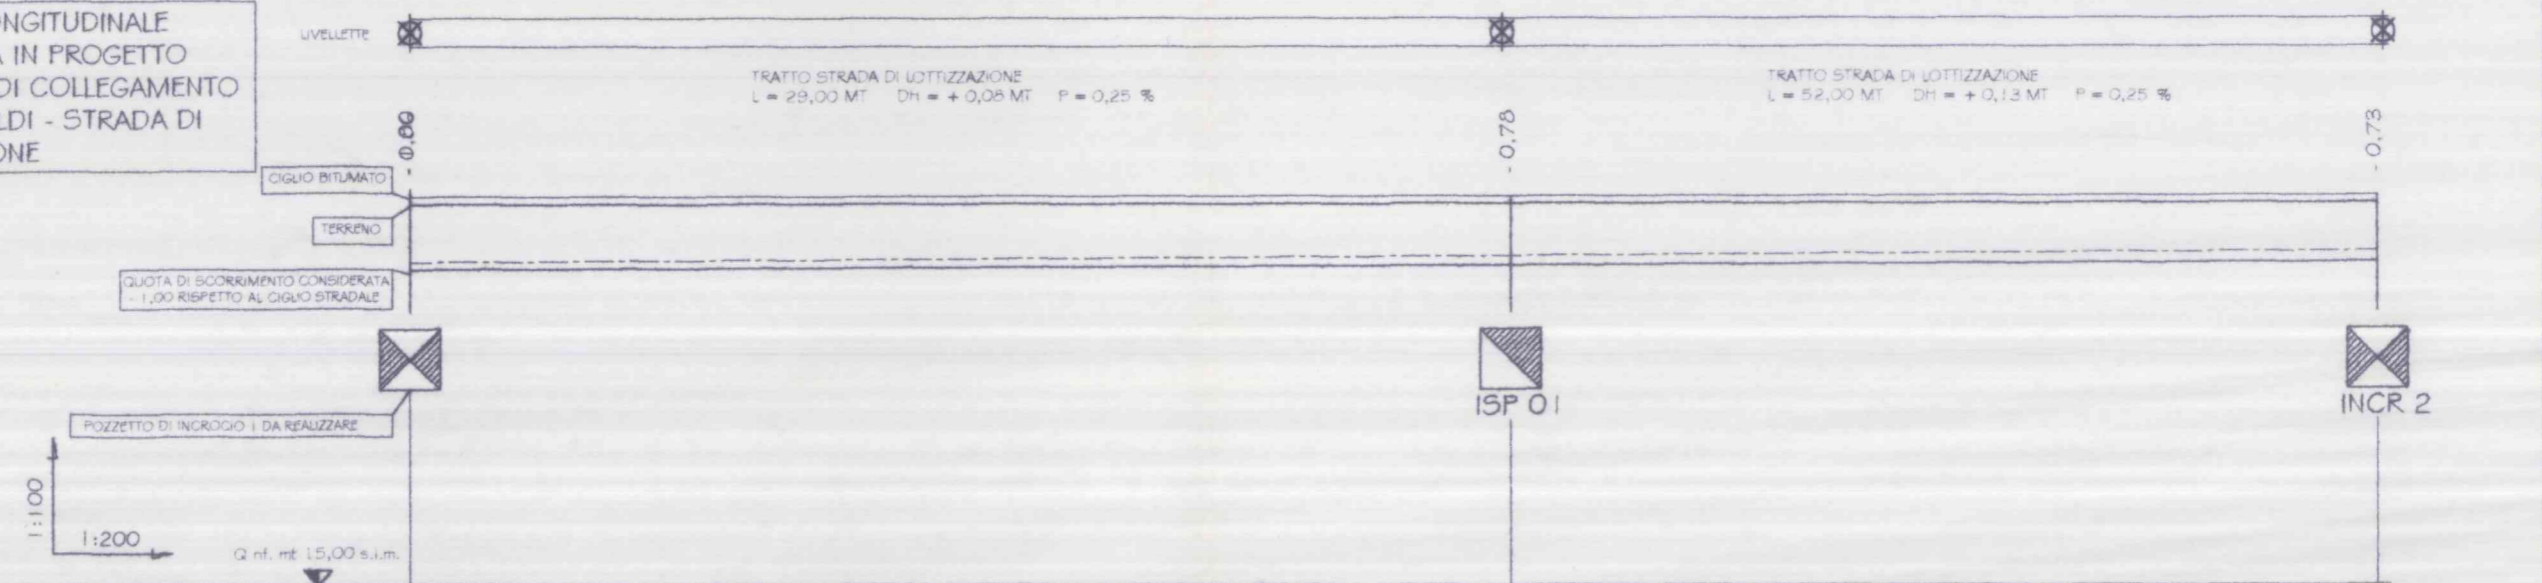 NGITUDINALE
A IN PROGETTO
DI COLLEGAMENTO
LDI - STRADA DI
ONE
LIVELLETTE
TRATTO STRADA DI LOTTIZZAZIONE
L = 29,00 MT DH = + 0,08 MT P = 0,25 %
TRATTO STRADA DI LOTTIZZAZIONE
L = 52,00 MT DH = + 0,13 MT P = 0,25 %
- 0,78
- 0,73
CIGLIO BITUMATO
TERRENO
QUOTA DI SCORRIMENTO CONSIDERATA
- 1,00 RISPETTO AL CIGLIO STRADALE
ISP 01
INCR 2
POZZETTO DI INCROCIO 1 DA REALIZZARE
1:100
1:200
Q nf. mt 15,00 s.l.m.